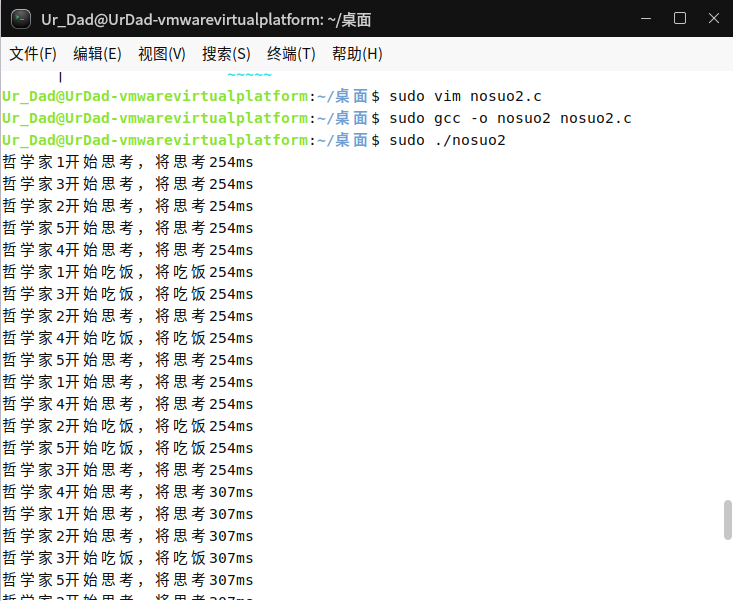 Ur_Dad@UrDad-vmwarevirtualplatform: ~/桌面
文件(F) 编辑(E) 视图(V) 搜索(S) 终端(T) 帮助(H)
| ~~~~~
Ur_Dad@UrDad-vmwarevirtualplatform:~/桌面$ sudo vim nosuo2.c
Ur_Dad@UrDad-vmwarevirtualplatform:~/桌面$ sudo gcc -o nosuo2 nosuo2.c
Ur_Dad@UrDad-vmwarevirtualplatform:~/桌面$ sudo ./nosuo2
哲学家1开始思考，将思考254ms
哲学家3开始思考，将思考254ms
哲学家2开始思考，将思考254ms
哲学家5开始思考，将思考254ms
哲学家4开始思考，将思考254ms
哲学家1开始吃饭，将吃饭254ms
哲学家3开始吃饭，将吃饭254ms
哲学家2开始思考，将思考254ms
哲学家4开始吃饭，将吃饭254ms
哲学家5开始思考，将思考254ms
哲学家1开始思考，将思考254ms
哲学家4开始思考，将思考254ms
哲学家2开始吃饭，将吃饭254ms
哲学家5开始吃饭，将吃饭254ms
哲学家3开始思考，将思考254ms
哲学家4开始思考，将思考307ms
哲学家1开始思考，将思考307ms
哲学家2开始思考，将思考307ms
哲学家3开始吃饭，将吃饭307ms
哲学家5开始思考，将思考307ms